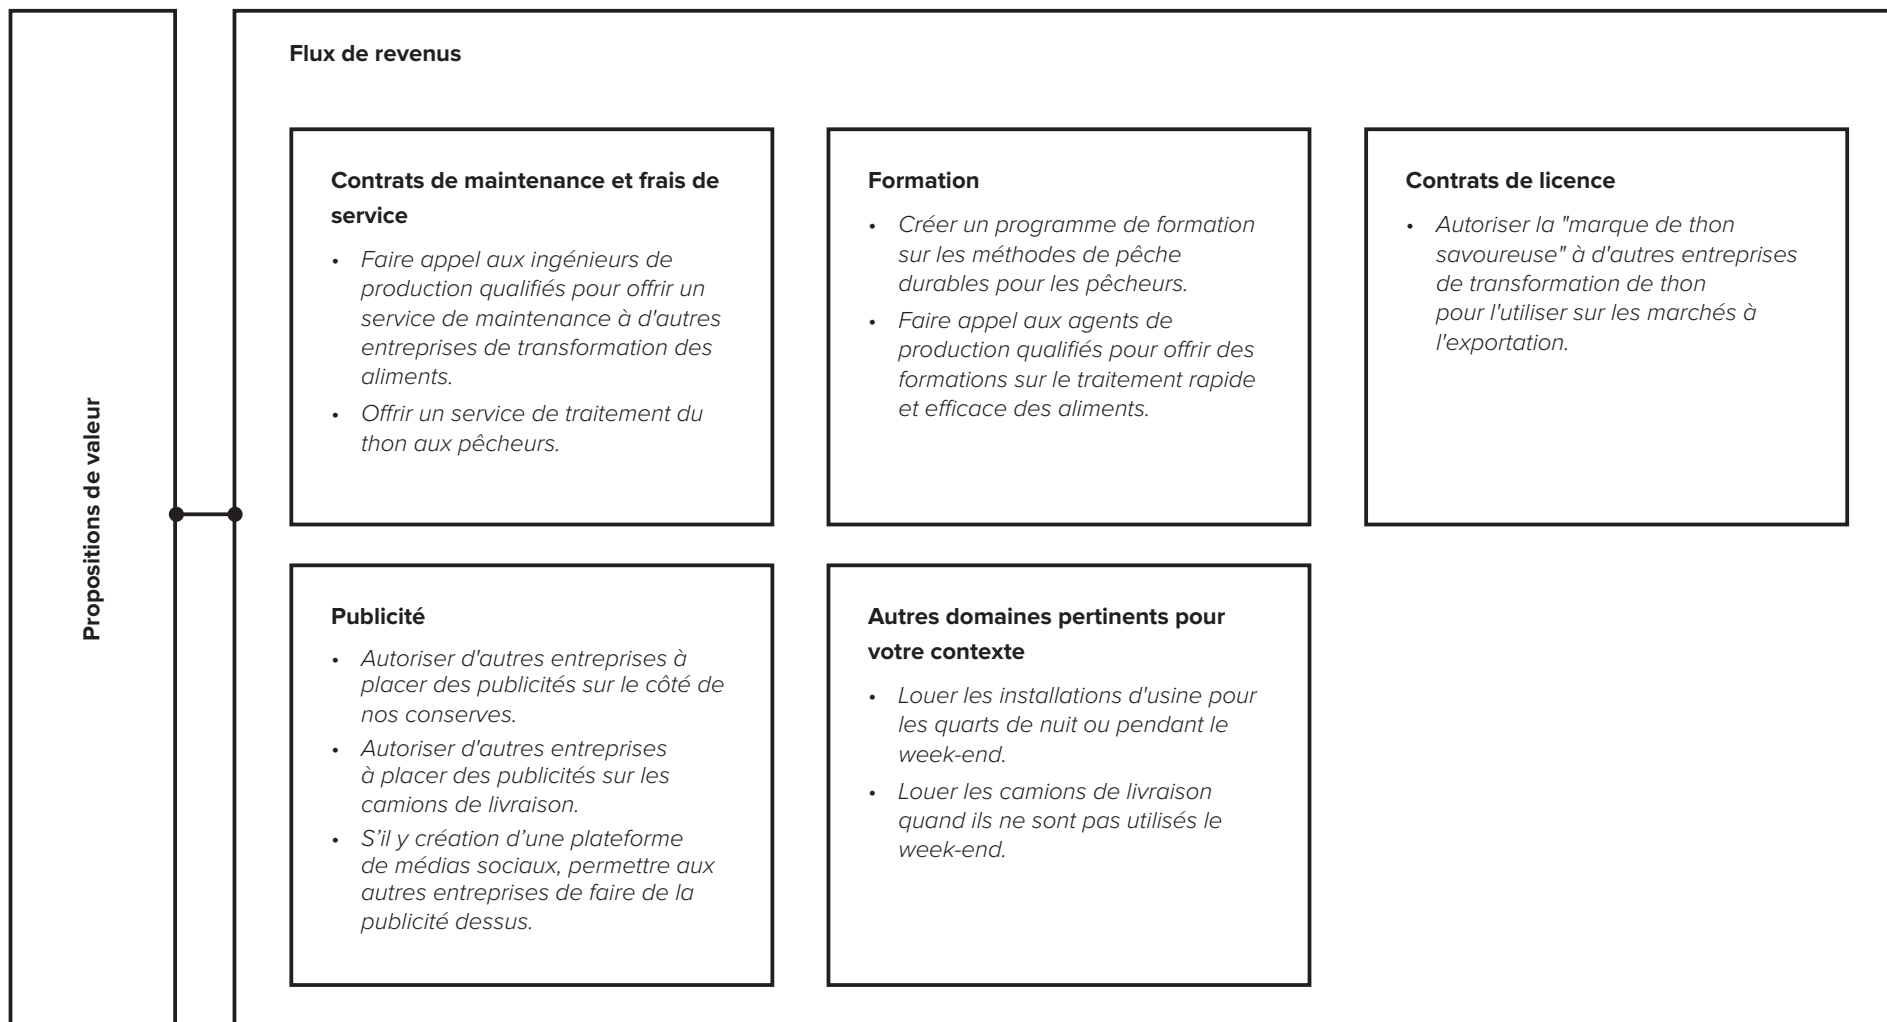 Propositions de valeur
Flux de revenus
Contrats de maintenance et frais de
service
• Faire appel aux ingénieurs de
production qualifiés pour offrir un
service de maintenance à d'autres
entreprises de transformation des
aliments.
• Offrir un service de traitement du
thon aux pêcheurs.
Formation
• Créer un programme de formation
sur les méthodes de pêche
durables pour les pêcheurs.
• Faire appel aux agents de
production qualifiés pour offrir des
formations sur le traitement rapide
et efficace des aliments.
Contrats de licence
• Autoriser la "marque de thon
savoureuse" à d'autres entreprises
de transformation de thon
pour l'utiliser sur les marchés à
l'exportation.
Publicité
• Autoriser d'autres entreprises à
placer des publicités sur le côté de
nos conserves.
• Autoriser d'autres entreprises
à placer des publicités sur les
camions de livraison.
• S’il y création d’une plateforme
de médias sociaux, permettre aux
autres entreprises de faire de la
publicité dessus.
Autres domaines pertinents pour
votre contexte
• Louer les installations d'usine pour
les quarts de nuit ou pendant le
week-end.
• Louer les camions de livraison
quand ils ne sont pas utilisés le
week-end.